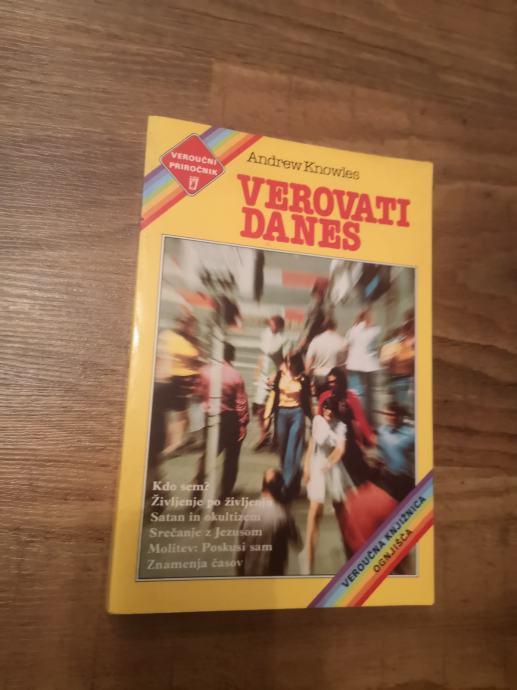 VEROUČNI
PRIROČNIK
Andrew Knowles
VEROVATI
DANES
Kdo sem?
Življenje po življenju
Satan in okultizem
Srečanje z Jezusom
Molitev: Poskusi sam
Znamenja časov
VEROUČNA KNJIŽNICA
OGNJIŠČA